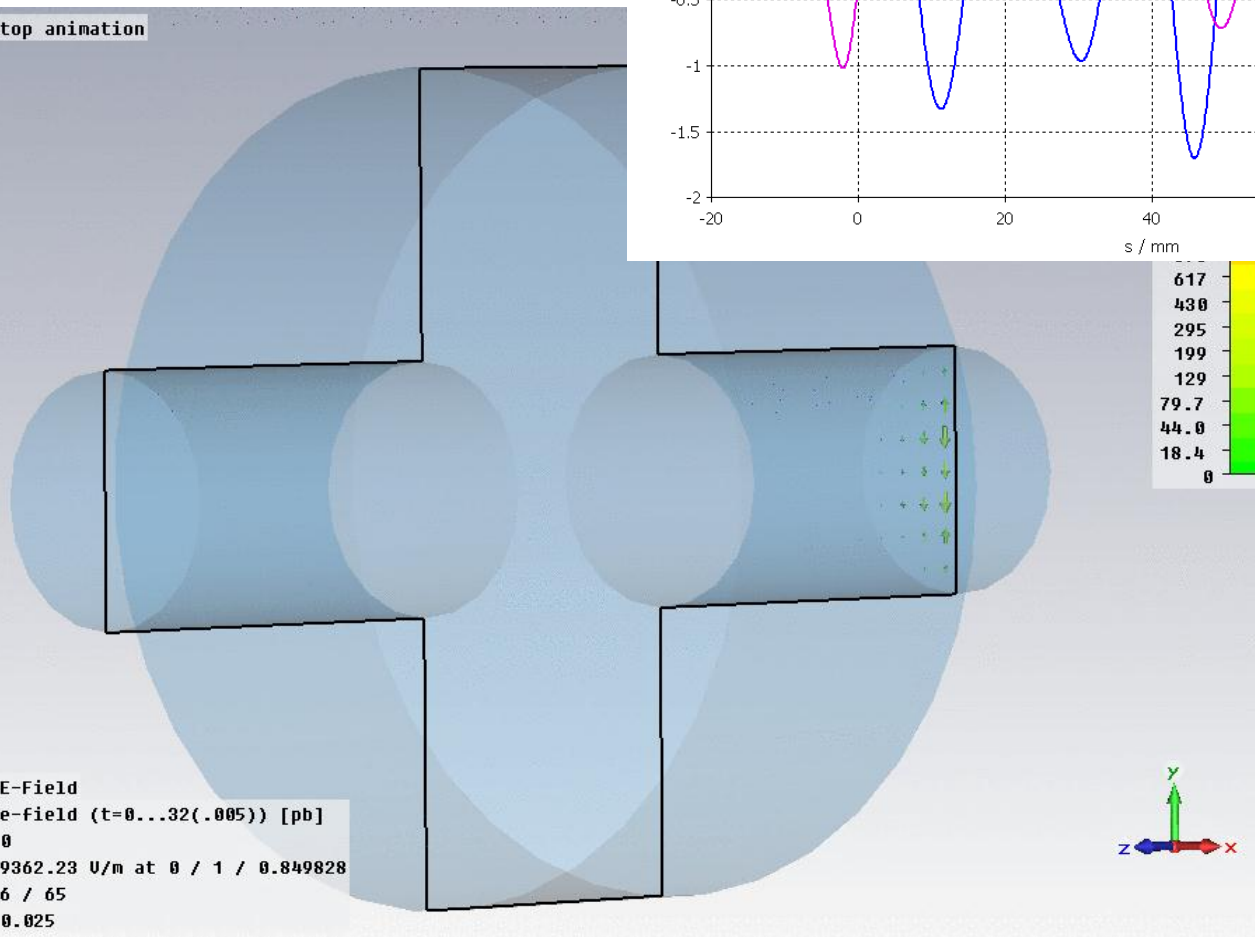 top animation
-0.5
-1
-1.5
-2
-20 0 20 40
s / mm
617
430
295
199
129
79.7
44.0
18.4
0
E-Field
e-field (t=0...32(.005)) [pb]
0
9362.23 V/m at 0 / 1 / 0.849828
6 / 65
0.025
y
z x